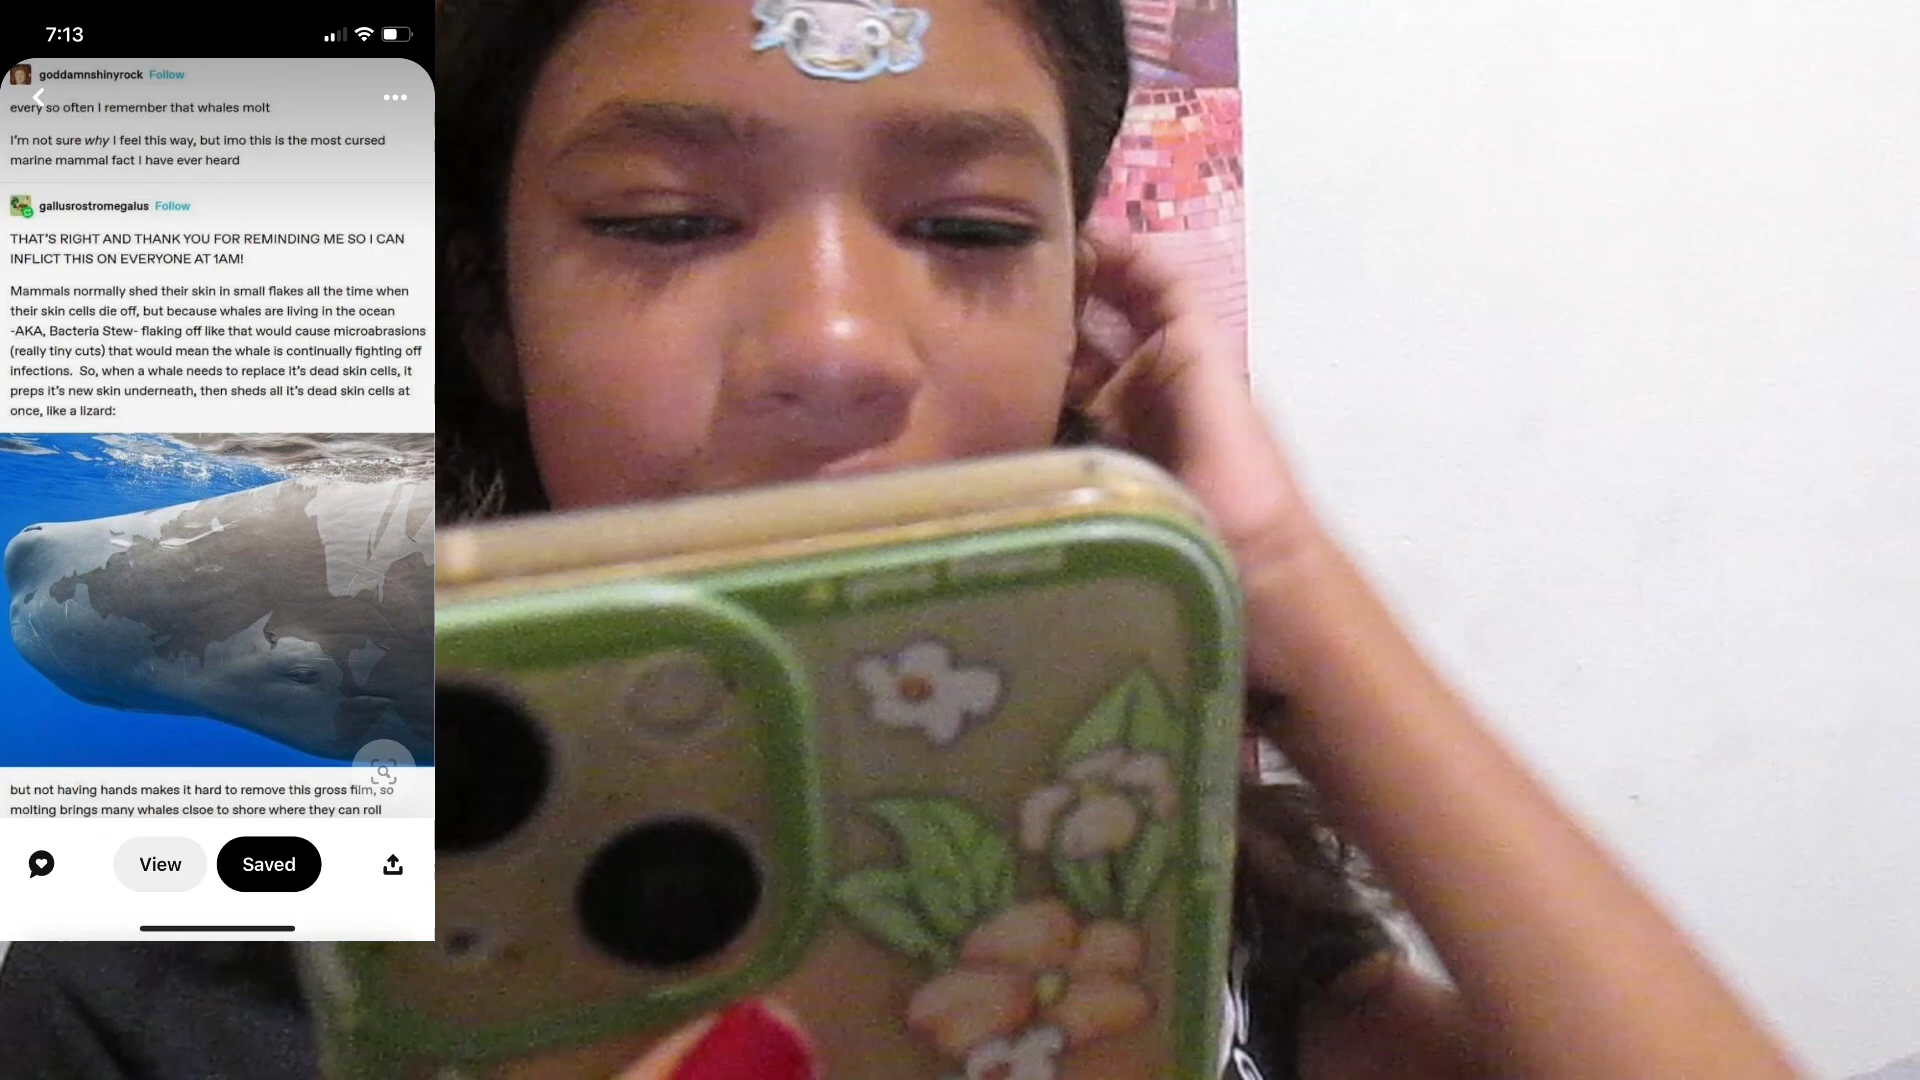 7:13
goddamnshinyrock Follow
every so often I remember that whales molt
I'm not sure why I feel this way, but imo this is the most cursed
marine mammal fact I have ever heard
gallusrostromegalus Follow
THAT'S RIGHT AND THANK YOU FOR REMINDING ME SO I CAN
INFLICT THIS ON EVERYONE AT 1AM!
Mammals normally shed their skin in small flakes all the time when
their skin cells die off, but because whales are living in the ocean
-AKA, Bacteria Stew- flaking off like that would cause microabrasions
(really tiny cuts) that would mean the whale is continually fighting off
infections. So, when a whale needs to replace it's dead skin cells, it
preps it's new skin underneath, then sheds all it's dead skin cells at
once, like a lizard:
but not having hands makes it hard to remove this gross film, so
molting brings many whales clsoe to shore where they can roll
View
Saved